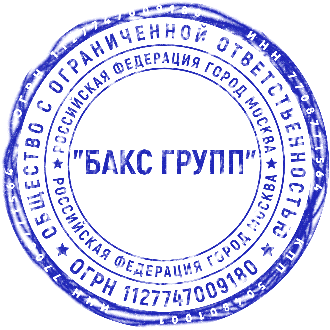 ОБЩЕСТВО С ОГРАНИЧЕННОЙ ОТВЕТСТВЕННОСТЬЮ
★ ОГРН 1127747009180 ★
★ РОССИЙСКАЯ ФЕДЕРАЦИЯ ГОРОД МОСКВА ★
РОССИЙСКАЯ ФЕДЕРАЦИЯ ГОРОД МОСКВА
"БАКС ГРУПП"